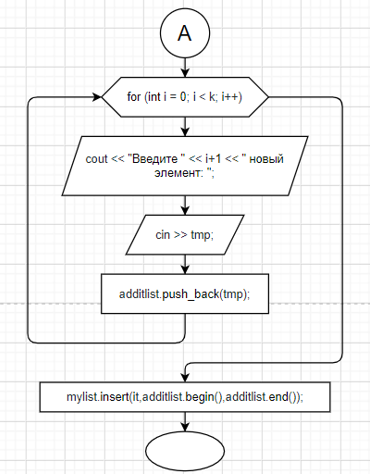 A
for (int i = 0; i < k; i++)
cout << "Введите " << i+1 << " новый
элемент: ";
cin >> tmp;
additlist.push_back(tmp);
mylist.insert(it,additlist.begin(),additlist.end());